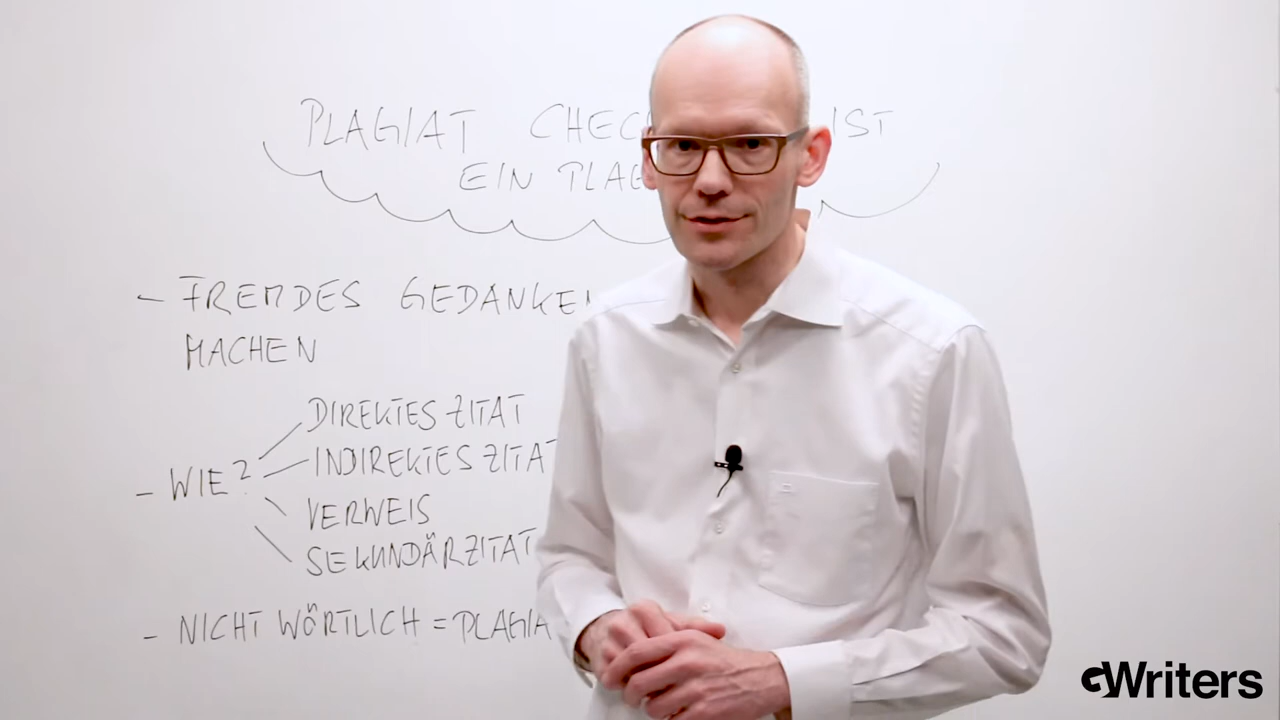 PLAGIAT CHEC IST
EIN PLAG
- FREMDES GEDANKEN
MACHEN
DIREKTES ZITAT
INDIREKTES ZITAT
- WIE?
VERWEIS
SEKUNDÄRZITAT
- NICHT WÖRTLICH = PLAGIA
Writers